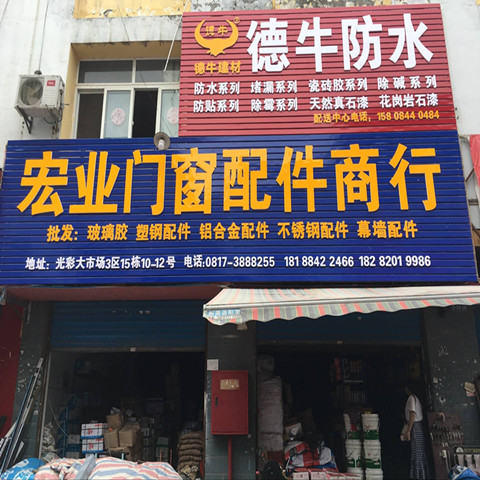 德牛
德牛建材
德牛防水
防水系列 堵漏系列 瓷砖胶系列 除碱系列
防贴系列 除霉系列 天然真石漆 花岗岩石漆
配送中心电话：158 0844 0484
宏业门窗配件商行
批发：玻璃胶 塑钢配件 铝合金配件 不锈钢配件 幕墙配件
地址：光彩大市场3区15栋10-12号 电话:0817-3888255 181 8842 2466 182 8201 9986